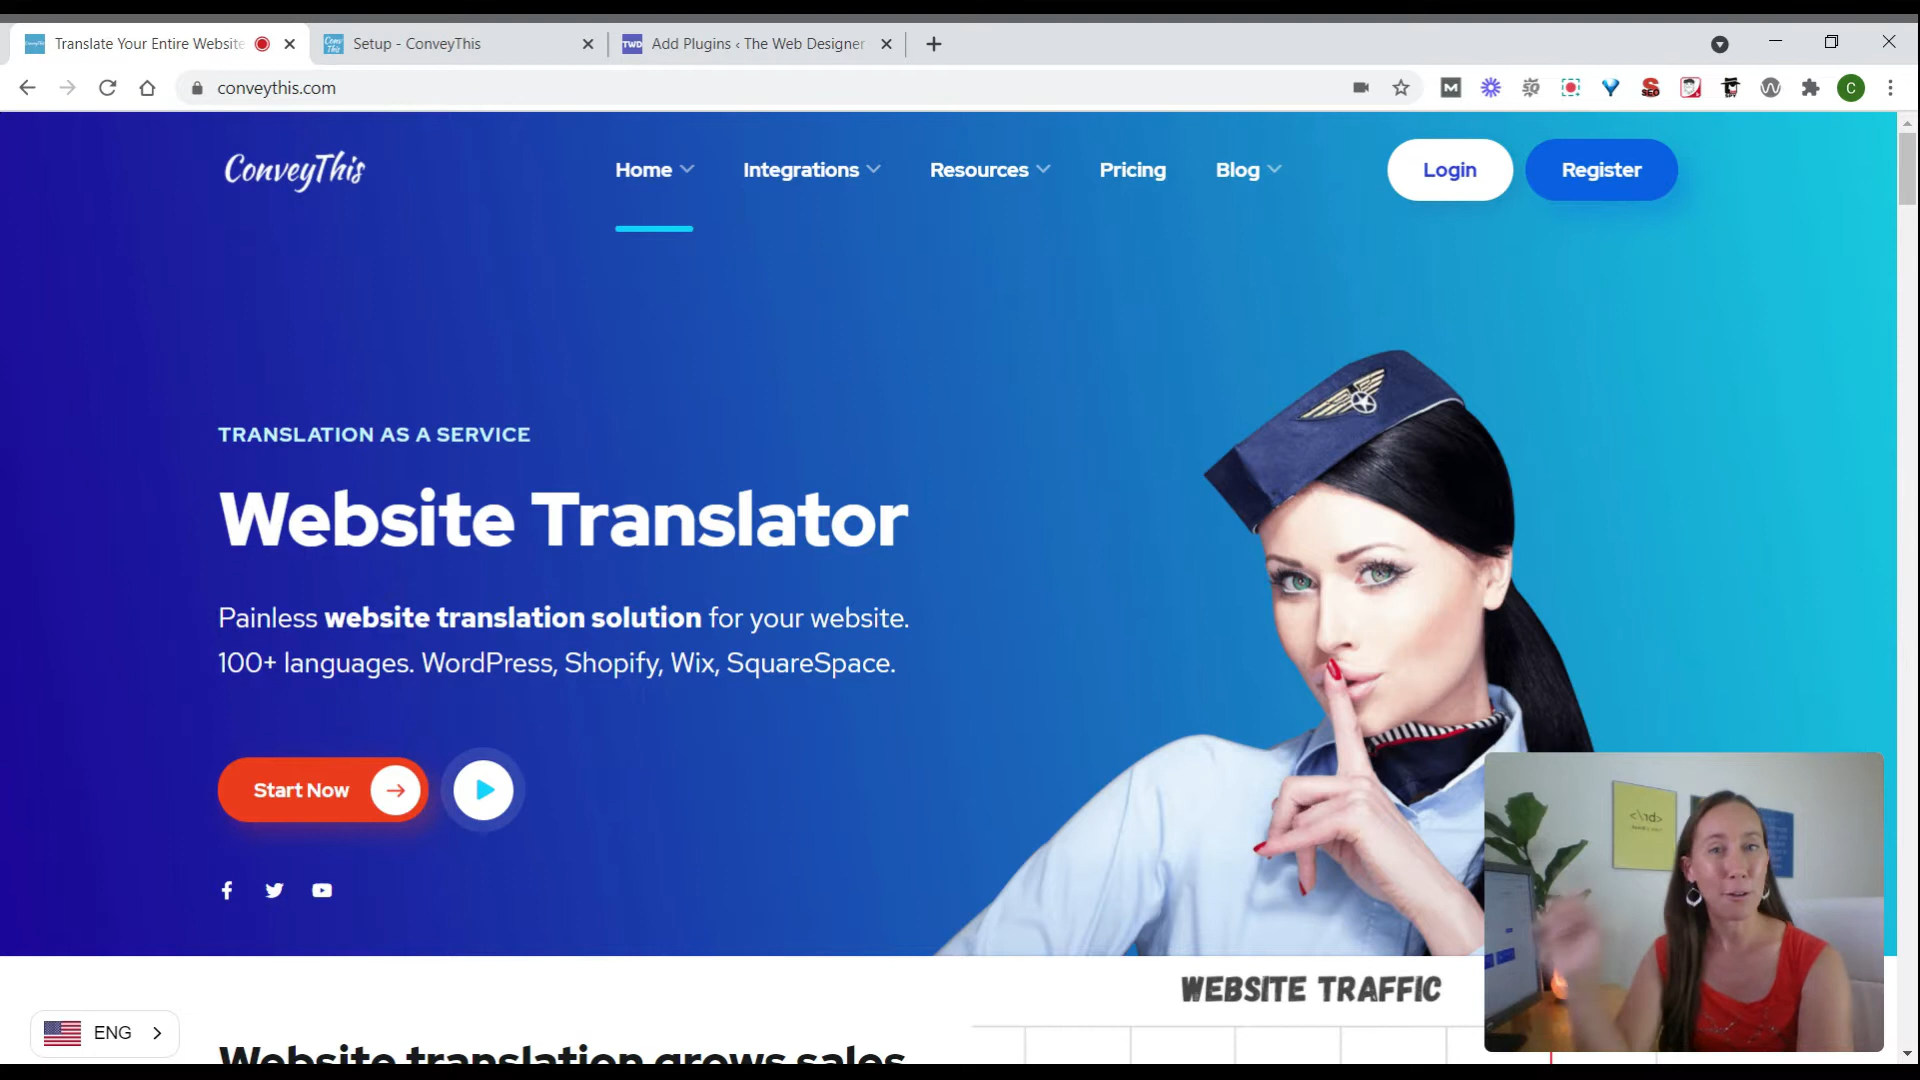 Translate Your Entire Website
Setup - ConveyThis
TWD
Add Plugins ‹ The Web Designer
conveythis.com
C
ConveyThis
Home
Integrations
Resources
Pricing
Blog
Login
Register
TRANSLATION AS A SERVICE
Website Translator
Painless website translation solution for your website.
100+ languages. WordPress, Shopify, Wix, SquareSpace.
Start Now
WEBSITE TRAFFIC
ENG
Website translation grows sales